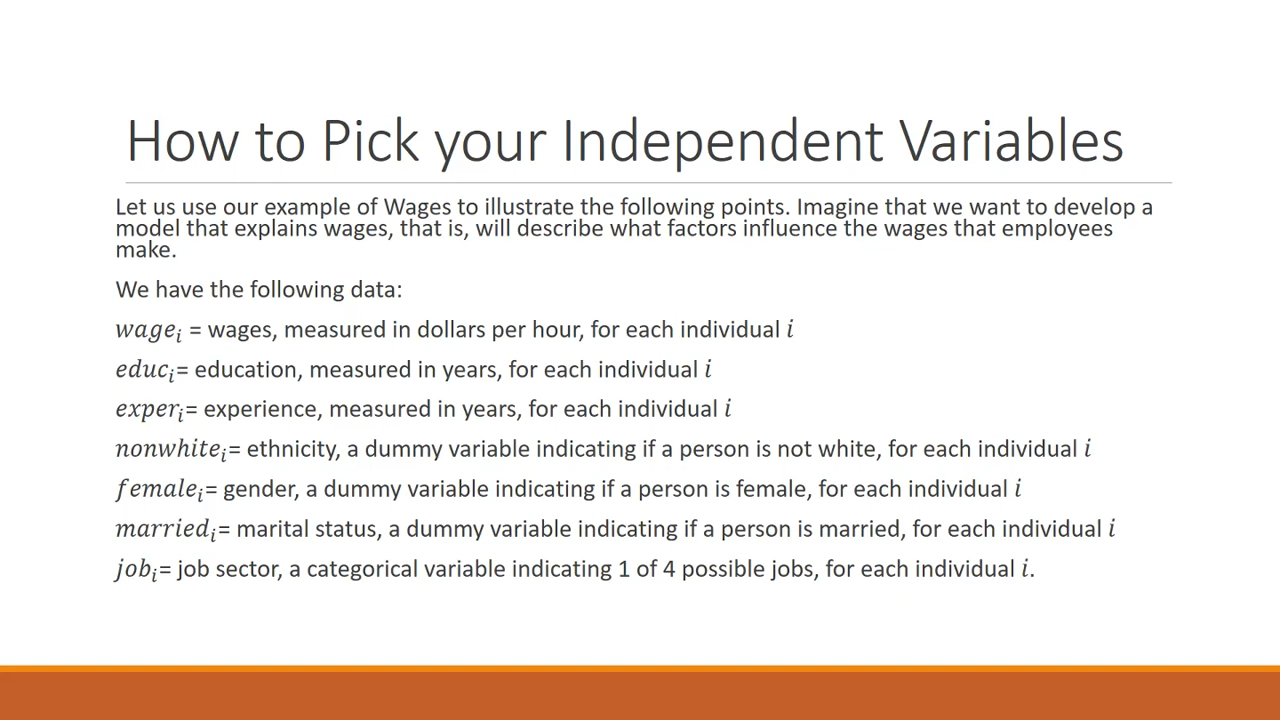 How to Pick your Independent Variables
Let us use our example of Wages to illustrate the following points. Imagine that we want to develop a
model that explains wages, that is, will describe what factors influence the wages that employees
make.
We have the following data:
wageᵢ = wages, measured in dollars per hour, for each individual i
educᵢ= education, measured in years, for each individual i
experᵢ= experience, measured in years, for each individual i
nonwhiteᵢ= ethnicity, a dummy variable indicating if a person is not white, for each individual i
femaleᵢ= gender, a dummy variable indicating if a person is female, for each individual i
marriedᵢ= marital status, a dummy variable indicating if a person is married, for each individual i
jobᵢ= job sector, a categorical variable indicating 1 of 4 possible jobs, for each individual i.